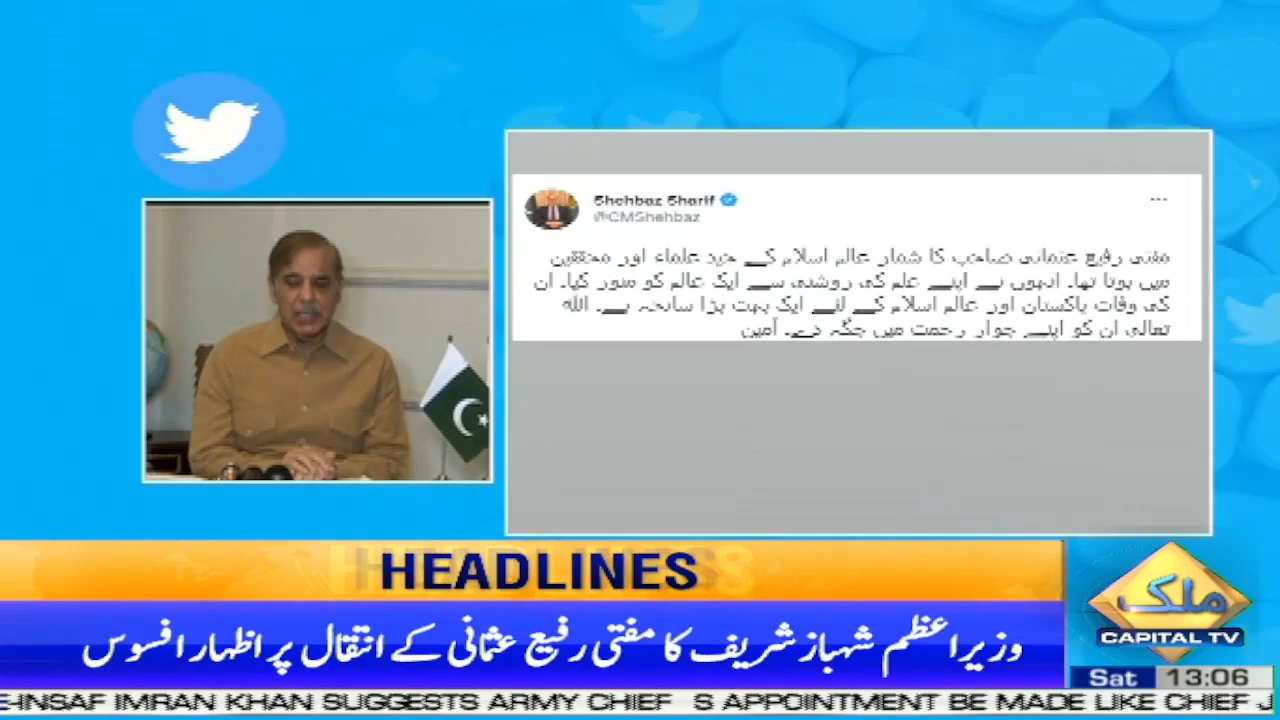 Shehbaz Sharif
@CMShehbaz
مفتی رفیع عثمانی صاحب کا شمار عالم اسلام کے جید علماء اور محققین
میں ہوتا تھا۔ انہوں نے اپنے علم کی روشنی سے ایک عالم کو منور کیا۔ ان
کی وفات پاکستان اور عالم اسلام کے لئے ایک بہت بڑا سانحہ ہے۔ اللہ
تعالی ان کو اپنے جوار رحمت میں جگہ دے۔ آمین
HEADLINES
وزیراعظم شہباز شریف کا مفتی رفیع عثمانی کے انتقال پر اظہار افسوس
ملک
CAPITAL TV
Sat 13:06
E-INSAF IMRAN KHAN SUGGESTS ARMY CHIEF S APPOINTMENT BE MADE LIKE CHIEF J